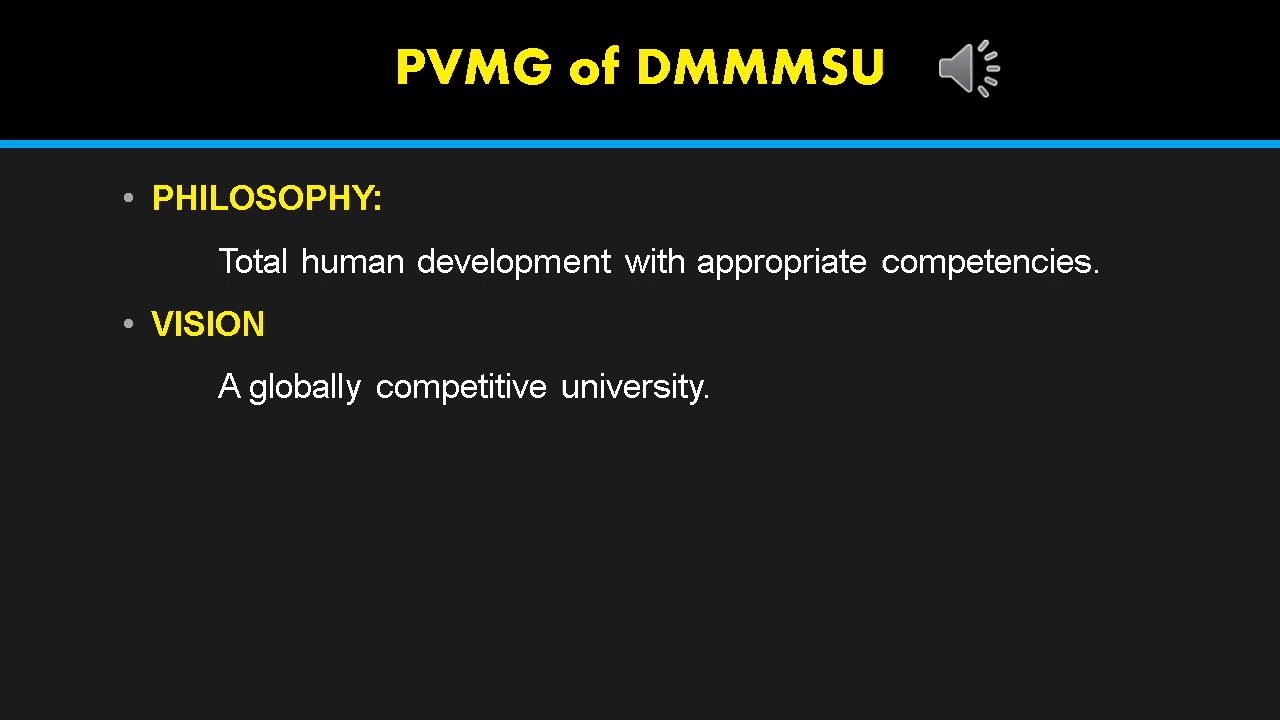 PVMG of DMMMSU
• PHILOSOPHY:
Total human development with appropriate competencies.
• VISION
A globally competitive university.